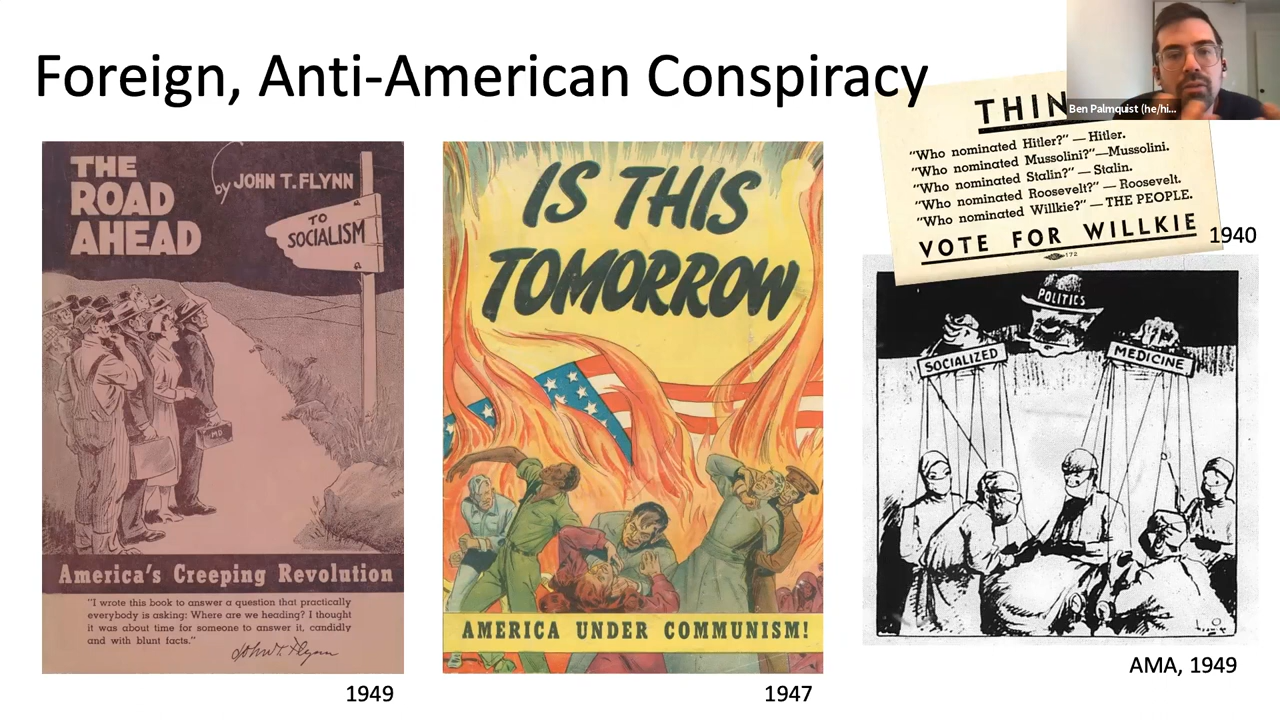 Foreign, Anti-American Conspiracy
THE
ROAD
AHEAD
by JOHN T. FLYNN
TO
SOCIALISM
MD
America's Creeping Revolution
"I wrote this book to answer a question that practically
everybody is asking: Where are we heading? I thought
it was about time for someone to answer it, candidly
and with blunt facts."
John T. Flynn
1949
IS THIS
TOMORROW
AMERICA UNDER COMMUNISM!
1947
THIN
"Who nominated Hitler?" — Hitler.
"Who nominated Mussolini?"—Mussolini.
"Who nominated Stalin?" — Stalin.
"Who nominated Roosevelt?" — Roosevelt.
"Who nominated Willkie?" — THE PEOPLE.
VOTE FOR WILLKIE
172
1940
POLITICS
SOCIALIZED
MEDICINE
AMA, 1949
Ben Palmquist (he/hi...